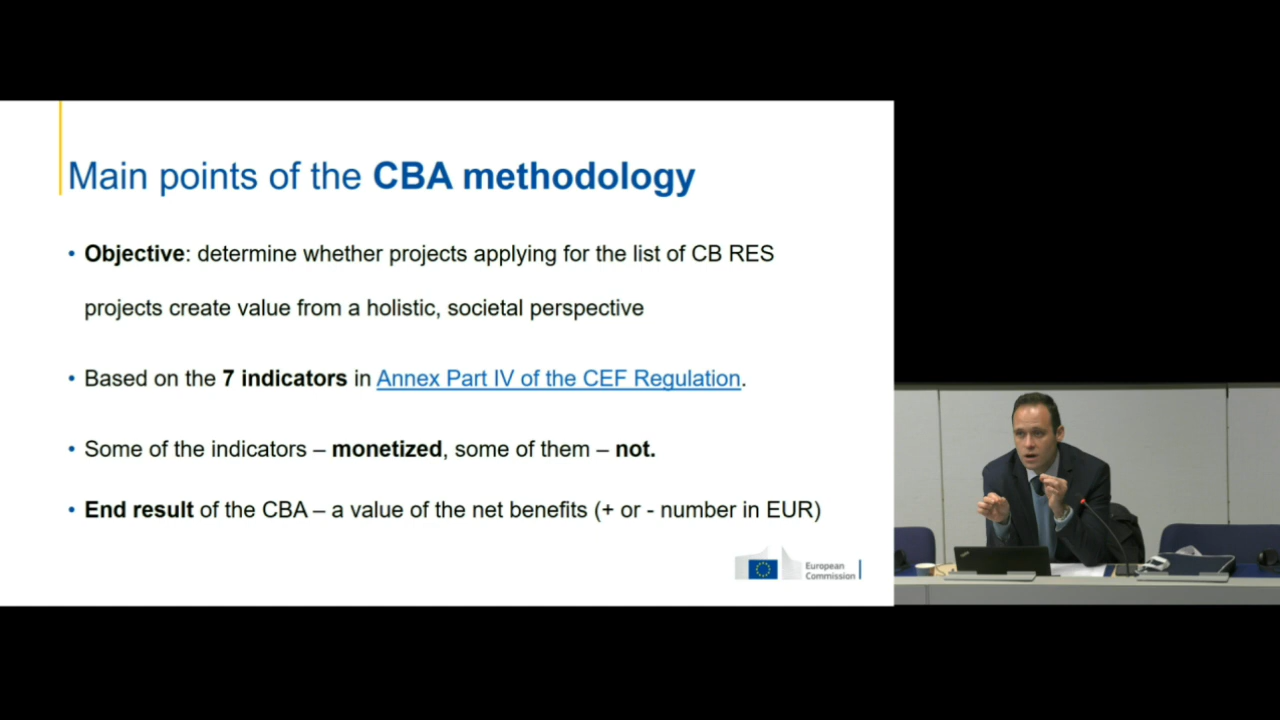 Main points of the CBA methodology
• Objective: determine whether projects applying for the list of CB RES
projects create value from a holistic, societal perspective
• Based on the 7 indicators in Annex Part IV of the CEF Regulation.
• Some of the indicators – monetized, some of them – not.
• End result of the CBA – a value of the net benefits (+ or - number in EUR)
European
Commission